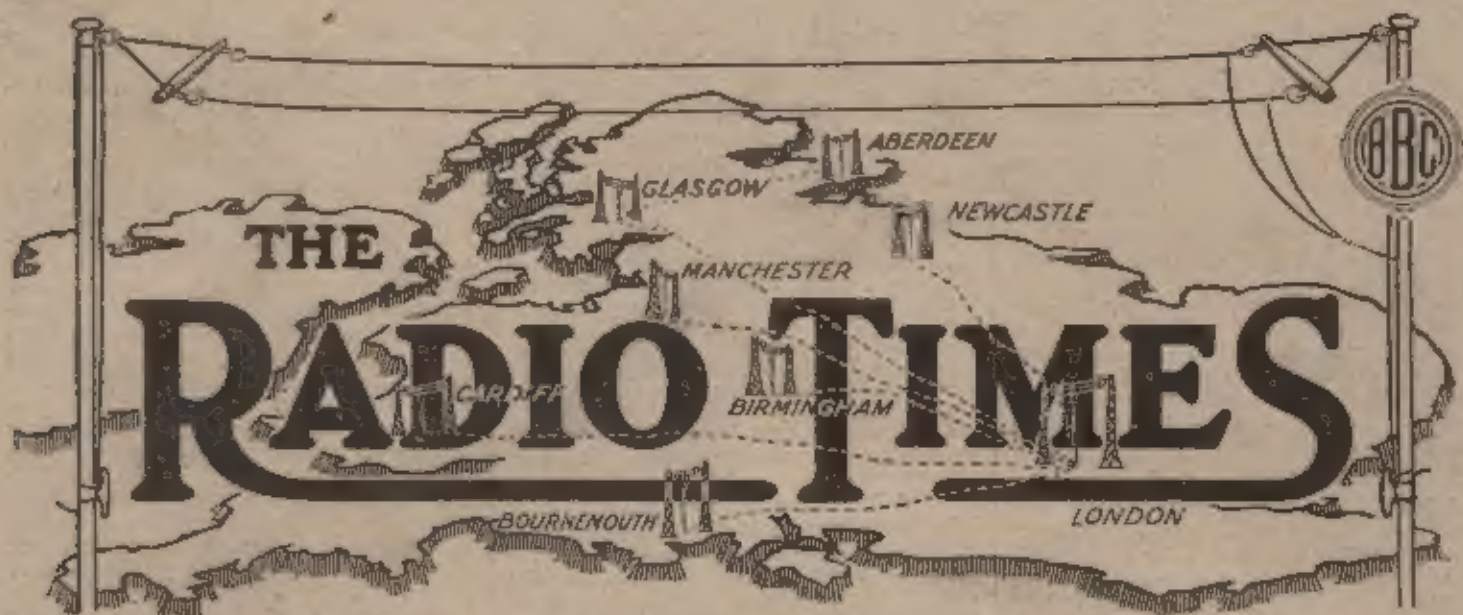 ABERDEEN
BBC
GLASGOW
NEWCASTLE
THE
MANCHESTER
RADIO TIMES
CARDIFF
BIRMINGHAM
BOURNEMOUTH
LONDON